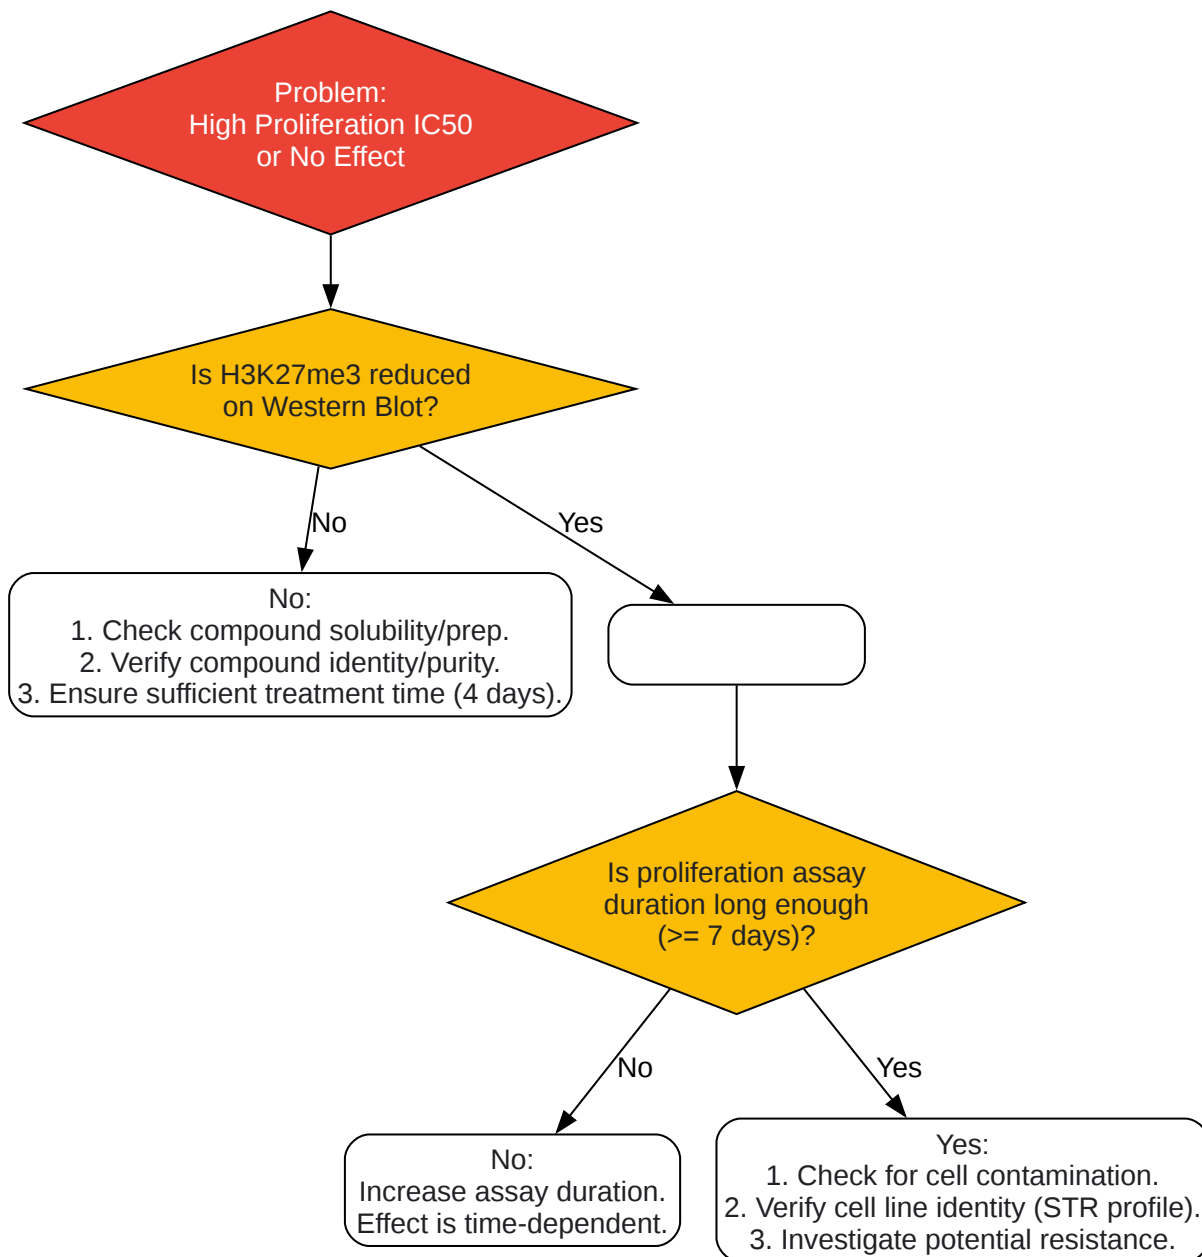 Problem:
High Proliferation IC50
or No Effect
Is H3K27me3 reduced
on Western Blot?
No
Yes
No:
1. Check compound solubility/prep.
2. Verify compound identity/purity.
3. Ensure sufficient treatment time (4 days).
Is proliferation assay
duration long enough
(>= 7 days)?
No
Yes
No:
Increase assay duration.
Effect is time-dependent.
Yes:
1. Check for cell contamination.
2. Verify cell line identity (STR profile).
3. Investigate potential resistance.